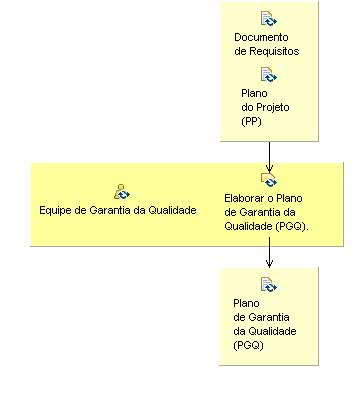 Documento
de Requisitos
Plano
do Projeto
(PP)
Equipe de Garantia da Qualidade
Elaborar o Plano
de Garantia da
Qualidade (PGQ).
Plano
de Garantia
da Qualidade
(PGQ)